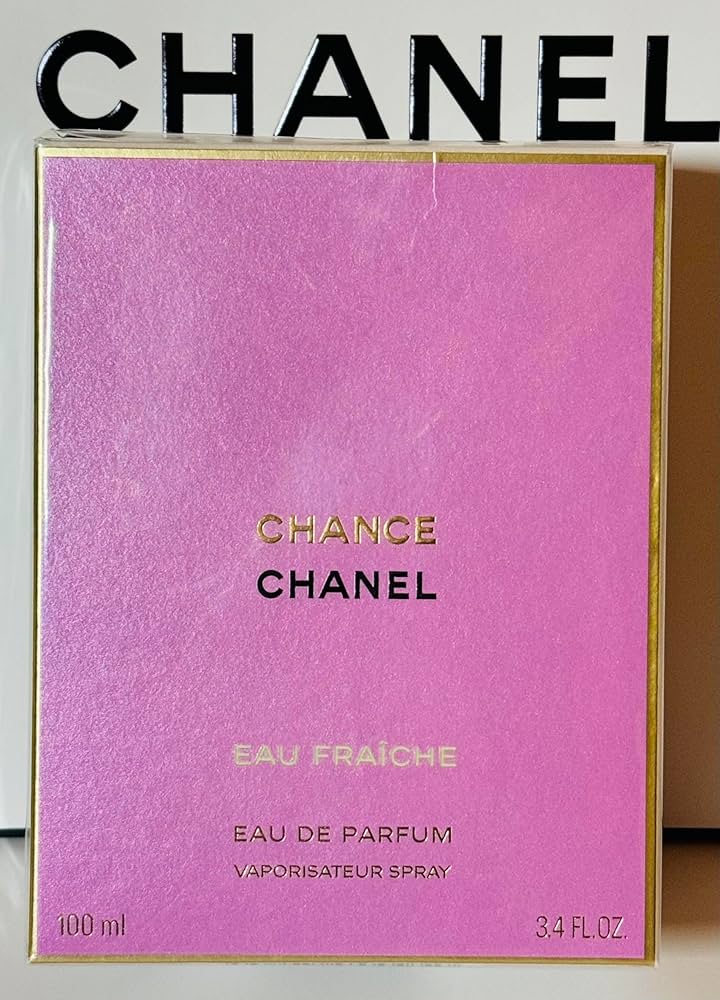 CHANEL
CHANCE
CHANEL
EAU FRAÎCHE
EAU DE PARFUM
VAPORISATEUR SPRAY
100 ml
3.4 FL.OZ.